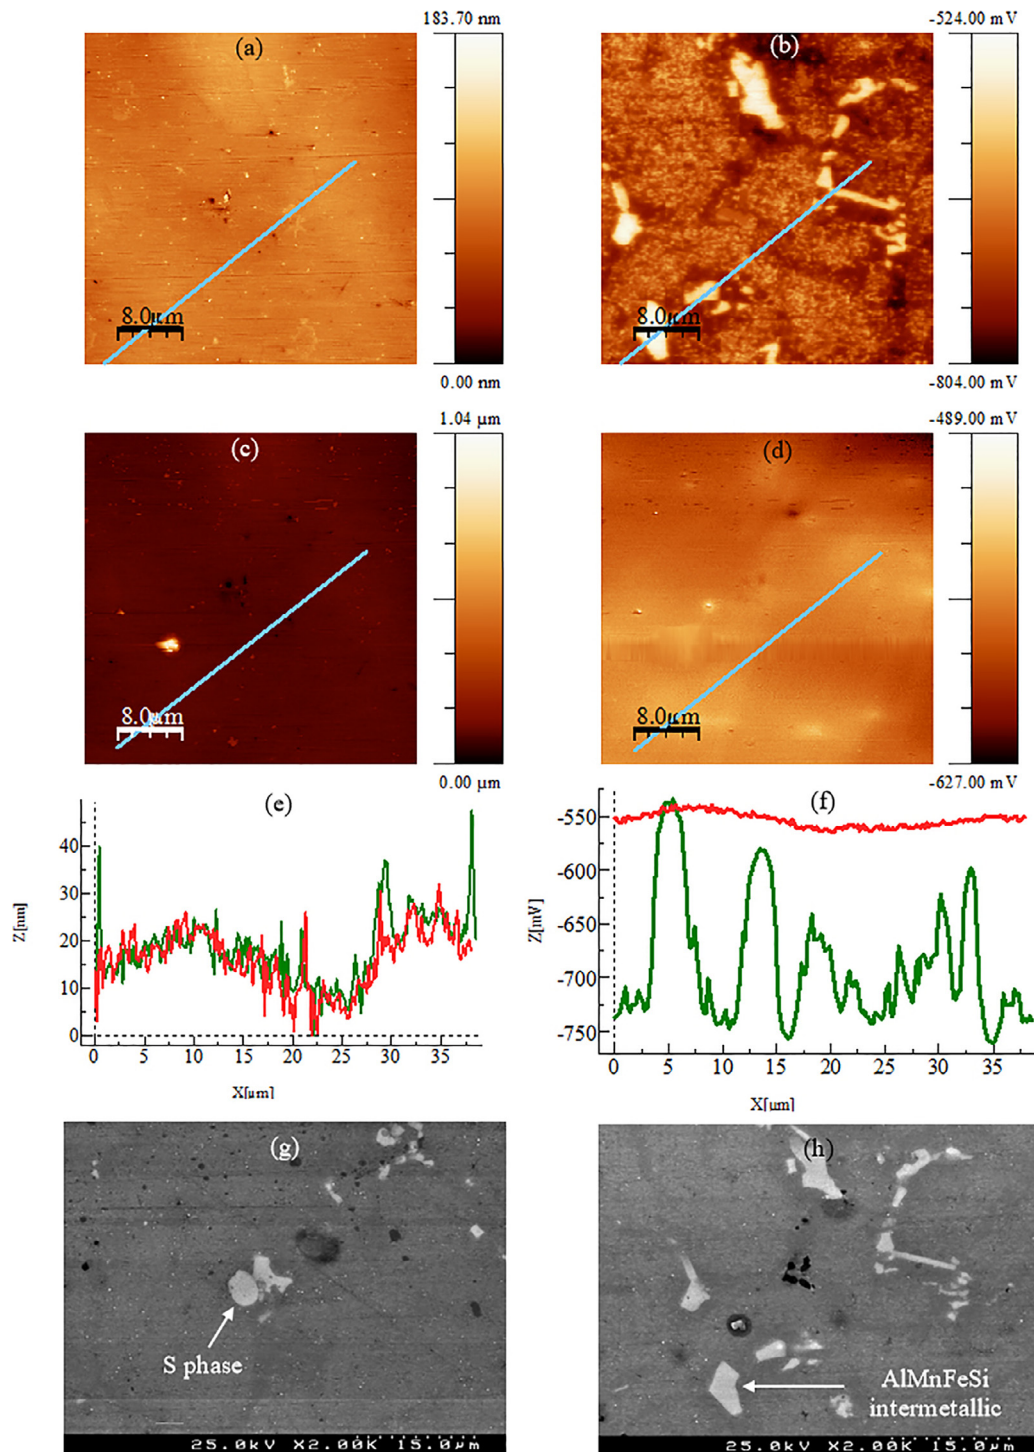 183.70 nm
(a)
8.0µm
0.00 nm
-524.00 mV
(b)
8.0µm
-804.00 mV
1.04 µm
(c)
8.0µm
0.00 µm
-489.00 mV
(d)
8.0µm
-627.00 mV
(e)
40
30
20
10
0
Z[nm]
0 5 10 15 20 25 30 35
X[µm]
(f)
-550
-600
-650
-700
-750
Z[mV]
0 5 10 15 20 25 30 35
X[µm]
(g)
S phase
25.0kV X2.00K 15.0µm
(h)
AlMnFeSi
intermetallic
25.0kV X2.00K 15.0µm